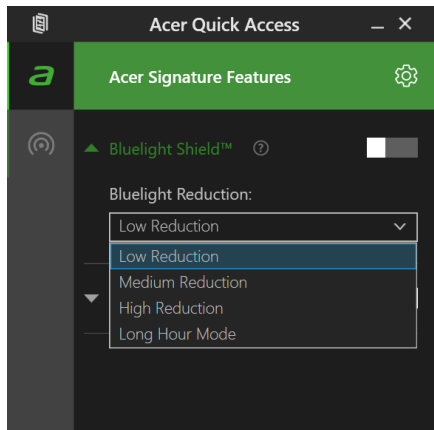 Acer Quick Access
a
Acer Signature Features
Bluelight Shield™ ?
Bluelight Reduction:
Low Reduction
Low Reduction
Medium Reduction
High Reduction
Long Hour Mode